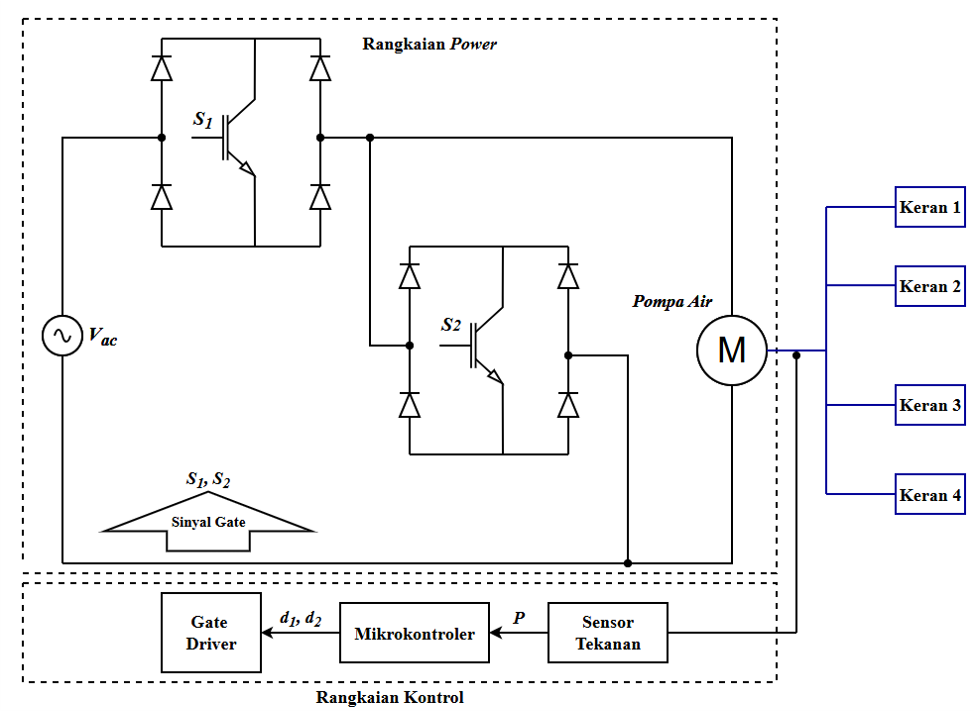 Rangkaian Power
S1
Keran 1
Keran 2
Pompa Air
S2
Vac
M
Keran 3
Keran 4
S1, S2
Sinyal Gate
Gate
Driver
d1, d2
Mikrokontroler
P
Sensor
Tekanan
Rangkaian Kontrol